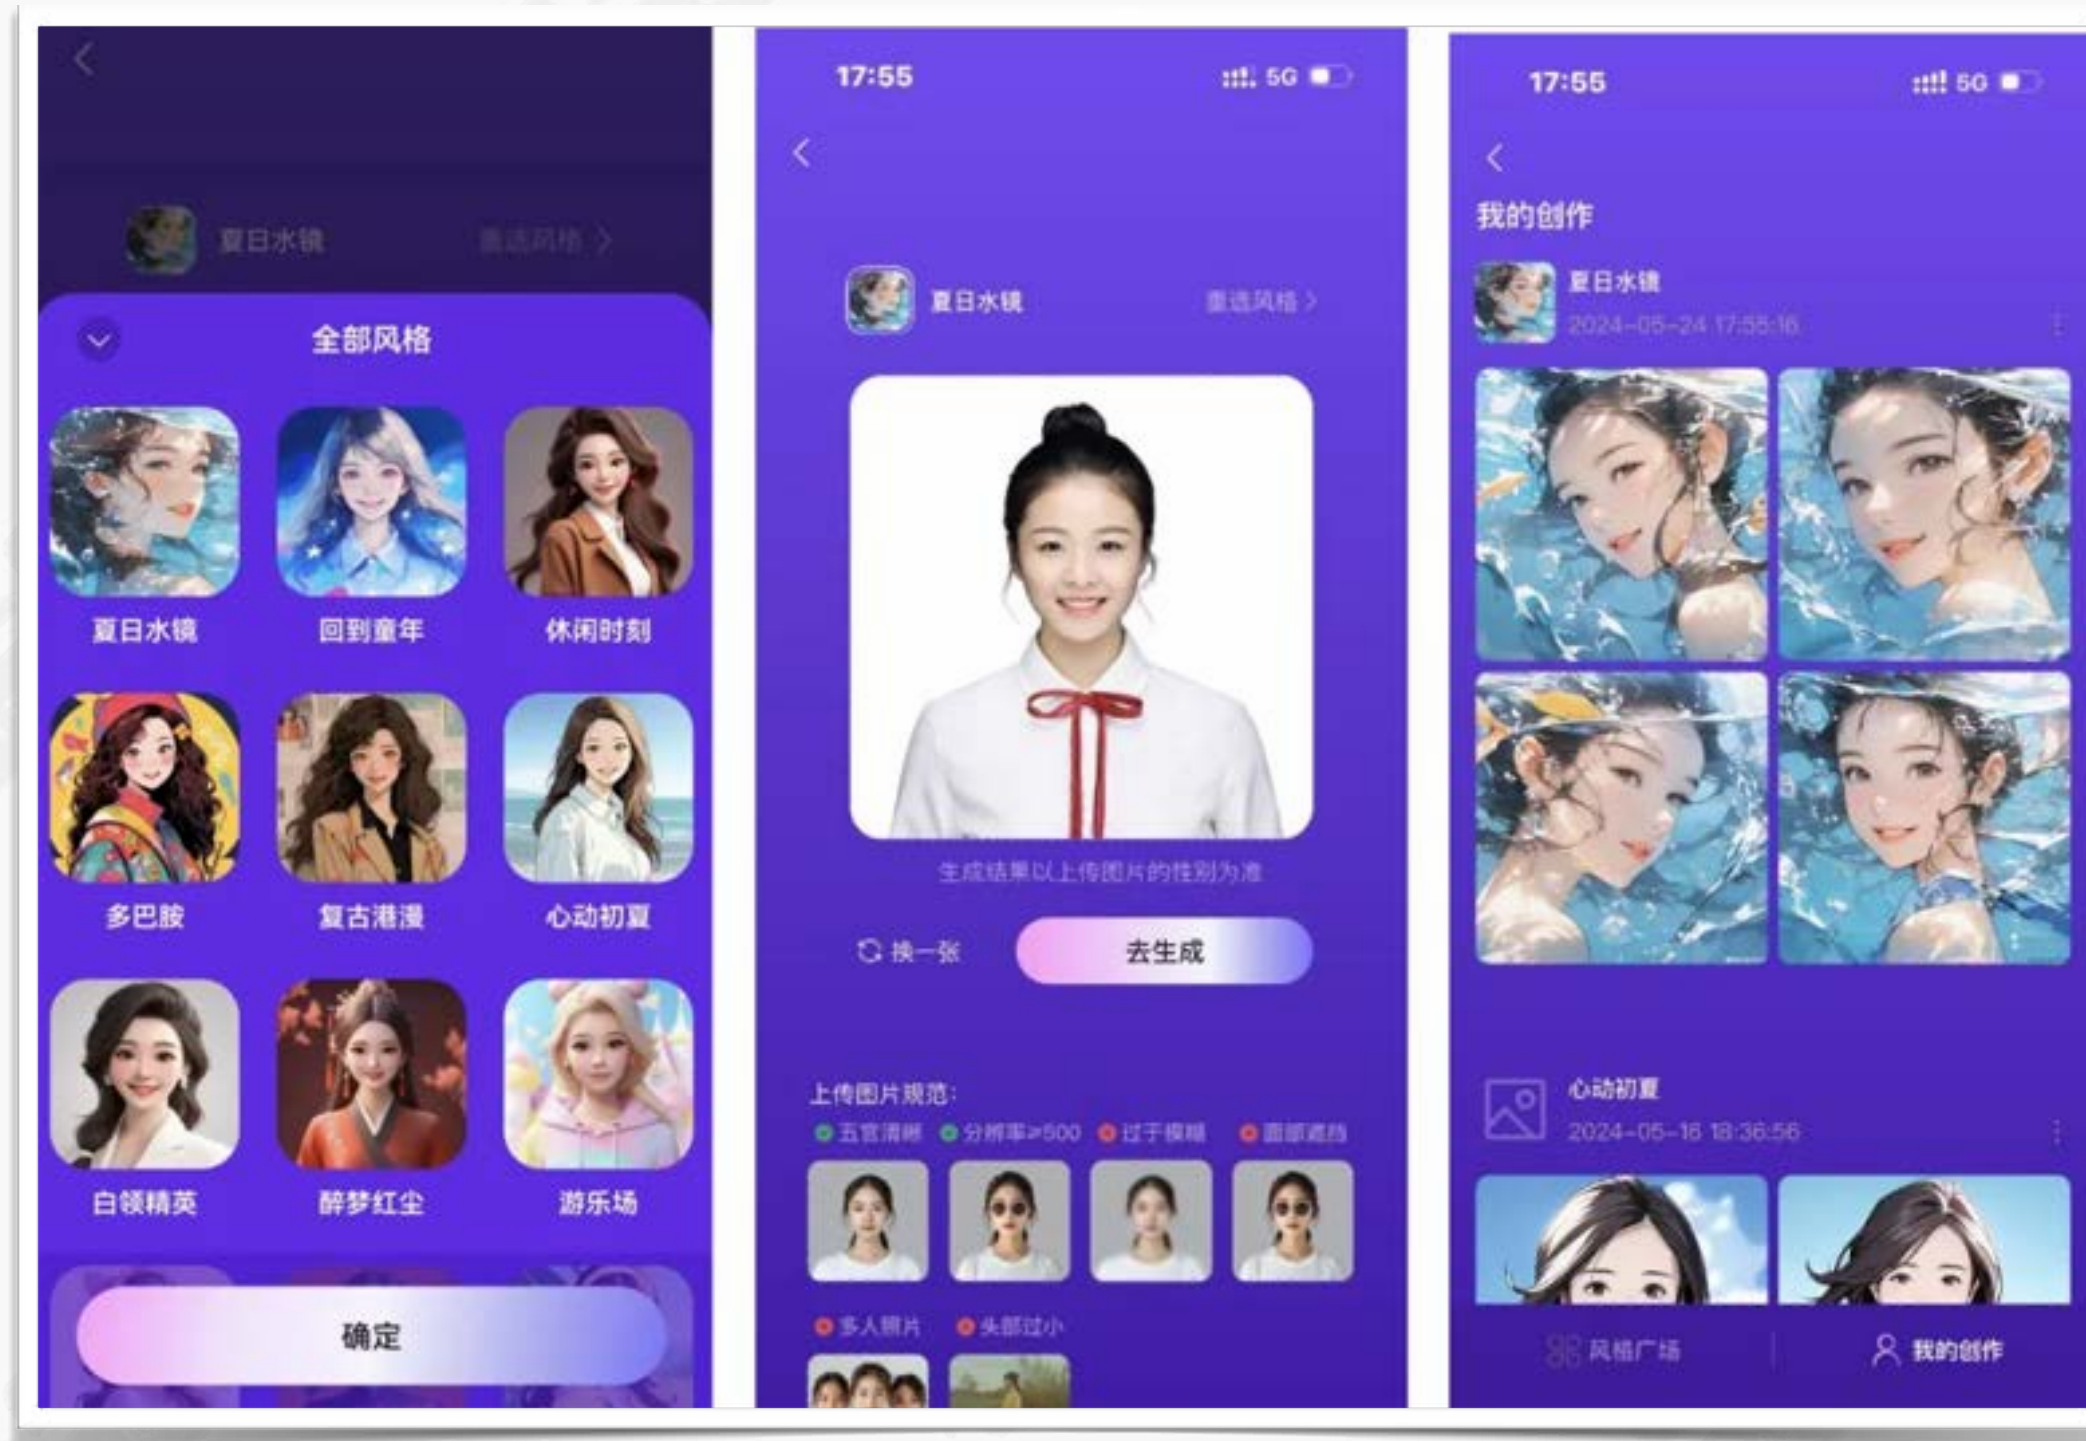 夏日水镜
重选风格
全部风格
夏日水镜
回到童年
休闲时刻
多巴胺
复古港漫
心动初夏
白领精英
醉梦红尘
游乐场
确定
17:55
5G
夏日水镜
重选风格
生成结果以上传图片的性别为准
换一张
去生成
上传图片规范:
五官清晰
分辨率≥500
过于模糊
面部遮挡
多人照片
头部过小
17:55
5G
我的创作
夏日水镜
2024-05-24 17:55:16
心动初夏
2024-05-16 18:36:56
风格广场
我的创作